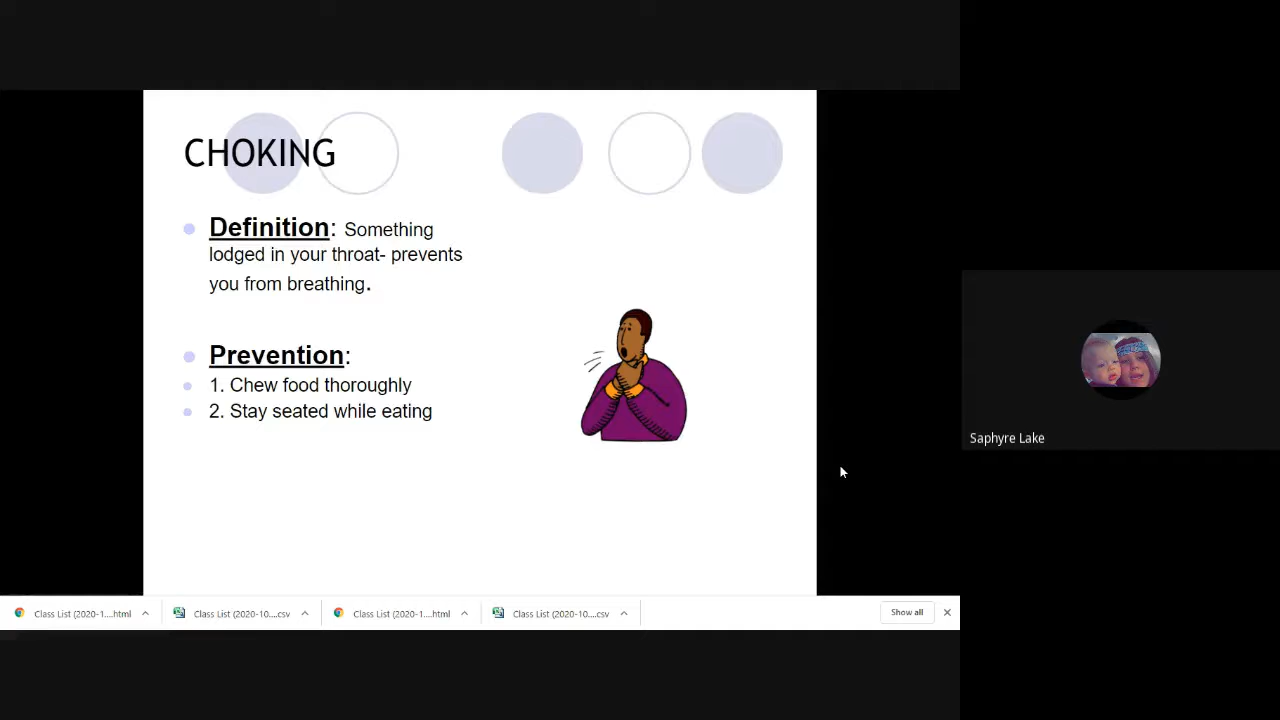 CHOKING
Definition: Something
lodged in your throat- prevents
you from breathing.
Prevention:
1. Chew food thoroughly
2. Stay seated while eating
Saphyre Lake
Class List (2020-1....html
Class List (2020-10....csv
Class List (2020-1....html
Class List (2020-10....csv
Show all